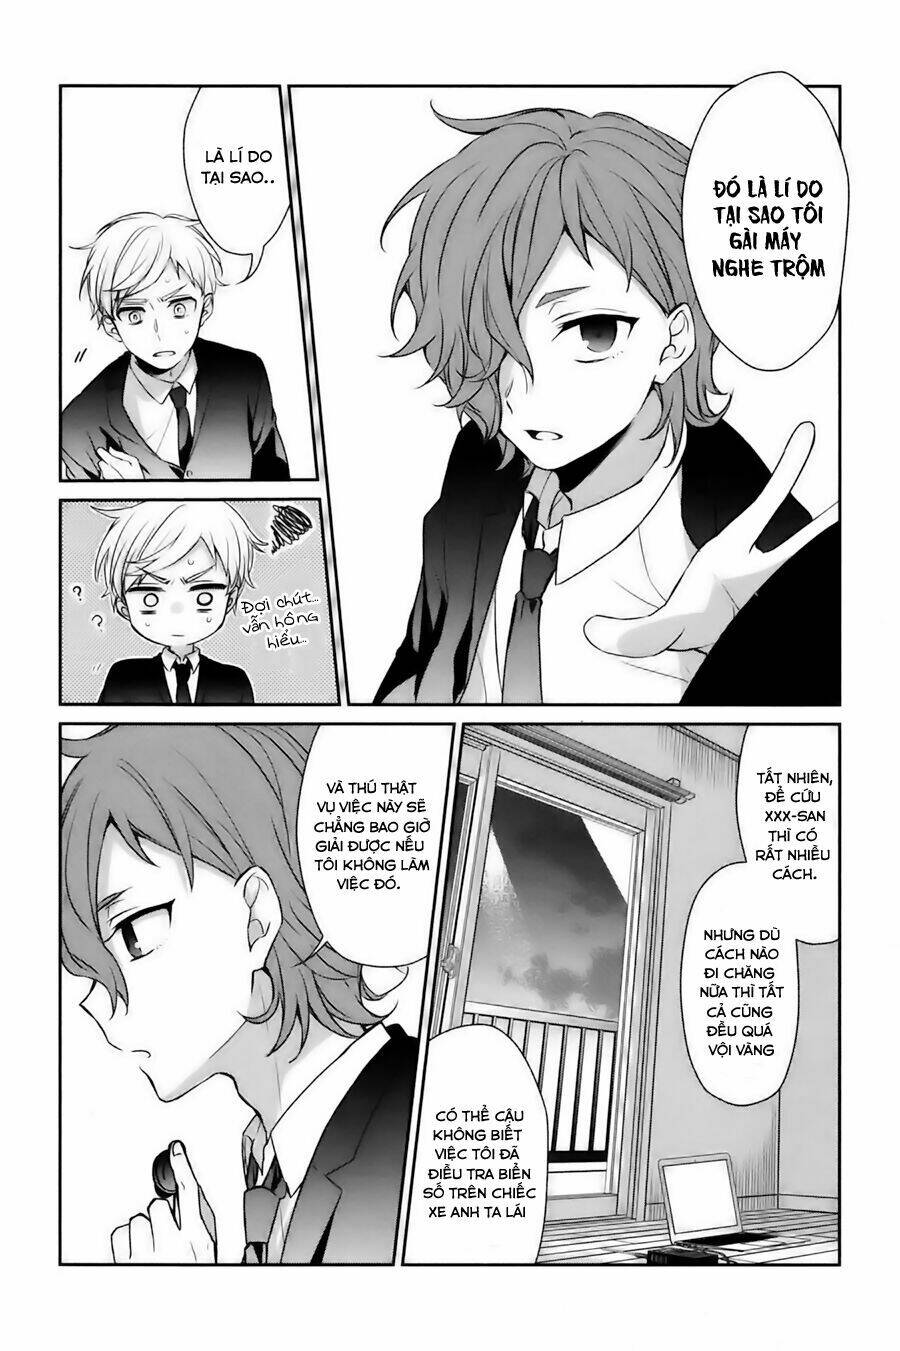 ĐÓ LÀ LÍ DO
TẠI SAO TÔI
GÀI MÁY
NGHE TRỘM
LÀ LÍ DO
TẠI SAO..
?
?
Đợi chút...
vẫn hông
hiểu...
TẤT NHIÊN,
ĐỂ CỨU
XXX-SAN
THÌ CÓ
RẤT NHIỀU
CÁCH.
NHƯNG DÙ
CÁCH NÀO
ĐI CHĂNG
NỮA THÌ TẤT
CẢ CŨNG
ĐỀU QUÁ
VỘI VÀNG
CÓ THỂ CẬU
KHÔNG BIẾT
VIỆC TÔI ĐÃ
ĐIỀU TRA BIỂN
SỐ TRÊN CHIẾC
XE ANH TA LÁI
VÀ THÚ THẬT
VỤ VIỆC NÀY SẼ
CHẲNG BAO GIỜ
GIẢI ĐƯỢC NẾU
TÔI KHÔNG LÀM
VIỆC ĐÓ.